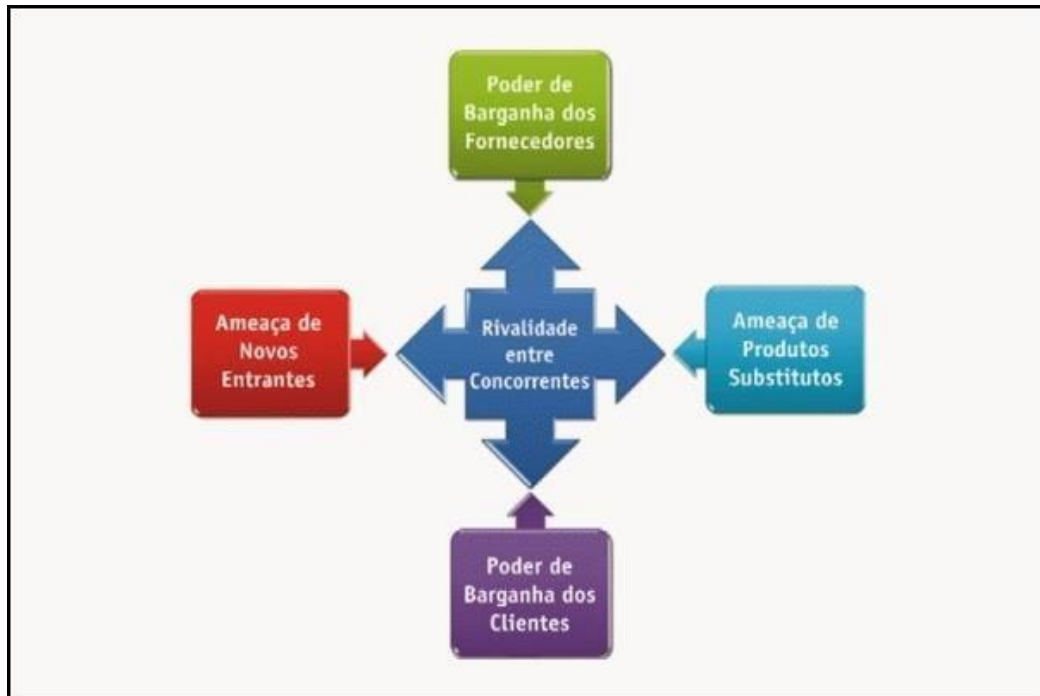 Poder de
Barganha dos
Fornecedores
Ameaça de
Novos
Entrantes
Rivalidade
entre
Concorrentes
Ameaça de
Produtos
Substitutos
Poder de
Barganha dos
Clientes